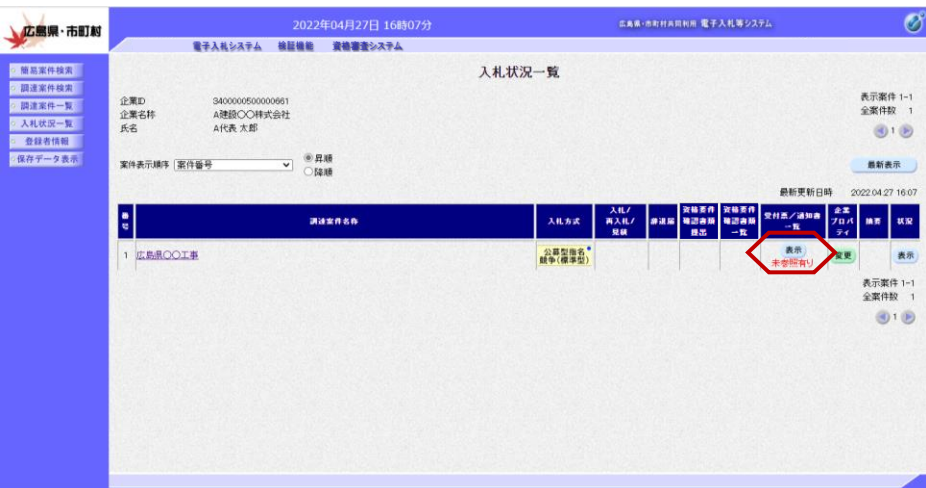 広島県・市町村
2022年04月27日 16時07分
広島県・市町村共同利用 電子入札等システム
電子入札システム 検証機能 資格審査システム
簡易案件検索
調達案件検索
調達案件一覧
入札状況一覧
登録者情報
保存データ表示
入札状況一覧
企業ID 3400000500000661
企業名称 A建設〇〇株式会社
氏名 A代表 太郎
表示案件 1-1
全案件数 1
1
案件表示順序 案件番号
昇順
降順
最新表示
最新更新日時 2022.04.27 16:07
番号 調達案件名称 入札方式 入札/再入札/見積 辞退届 資格要件確認書類提出 資格要件確認書類一覧 受付票/通知書一覧 企業プロパティ 摘要 状況
1 広島県〇〇工事 公募型指名競争(標準型) 表示 未参照有り 変更 表示
表示案件 1-1
全案件数 1
1